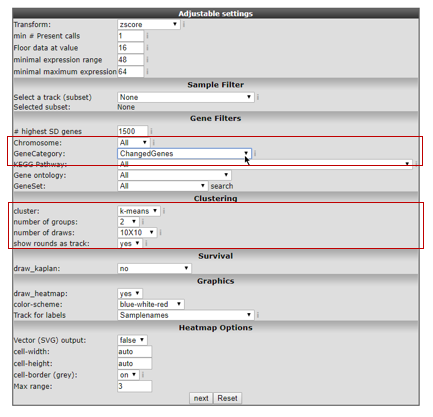 Adjustable settings
Transform: zscore i
min # Present calls 1 i
Floor data at value 16
minimal expression range 48
minimal maximum expression 64
Sample Filter
Select a track (subset) None i
Selected subset: None
Gene Filters
# highest SD genes 1500 i
Chromosome: All i
GeneCategory: ChangedGenes i
KEGG Pathway: All i
Gene ontology: All i
GeneSet: All search
Clustering
cluster: k-means i
number of groups: 2 i
number of draws: 10X10 i
show rounds as track: yes i
Survival
draw_kaplan: no
Graphics
draw_heatmap: yes i
color-scheme: blue-white-red
Track for labels Samplenames i
Heatmap Options
Vector (SVG) output: false i
cell-width: auto
cell-height: auto
cell-border (grey): on i
Max range: 3
next Reset